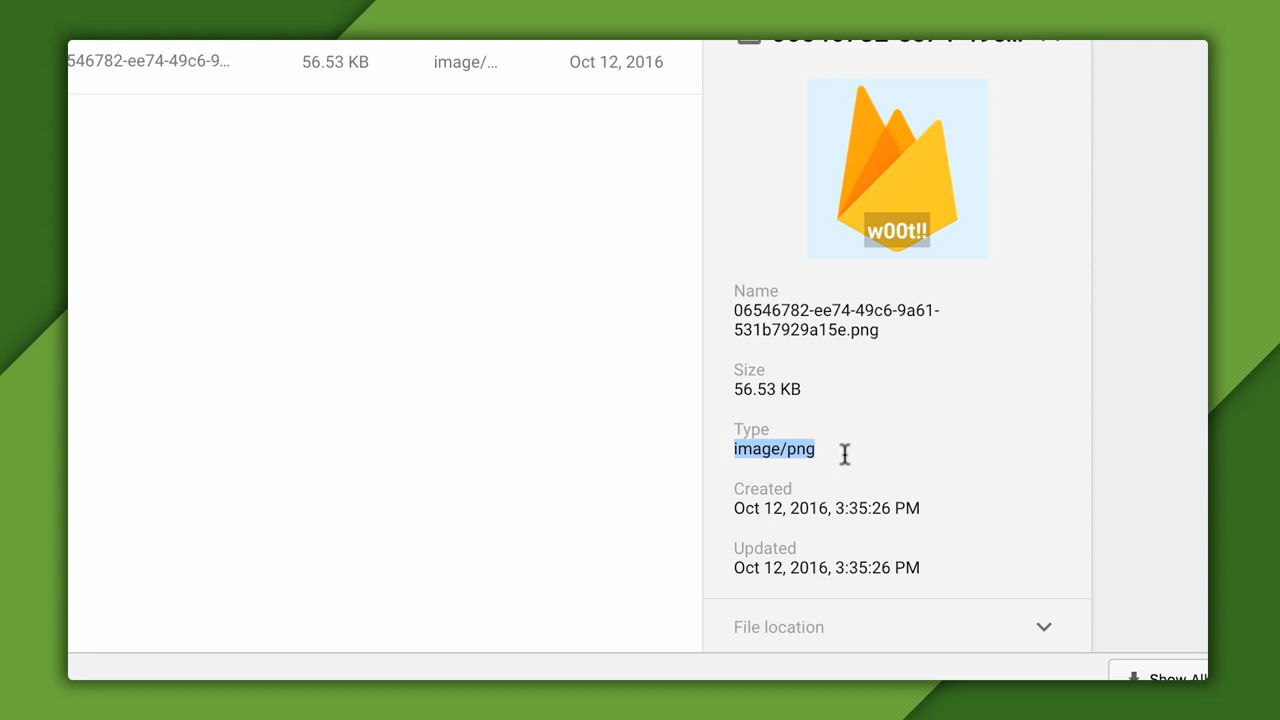 546782-ee74-49c6-9... 56.53 KB image/... Oct 12, 2016
w00t!!
Name
06546782-ee74-49c6-9a61-
531b7929a15e.png
Size
56.53 KB
Type
image/png
Created
Oct 12, 2016, 3:35:26 PM
Updated
Oct 12, 2016, 3:35:26 PM
File location
Show All